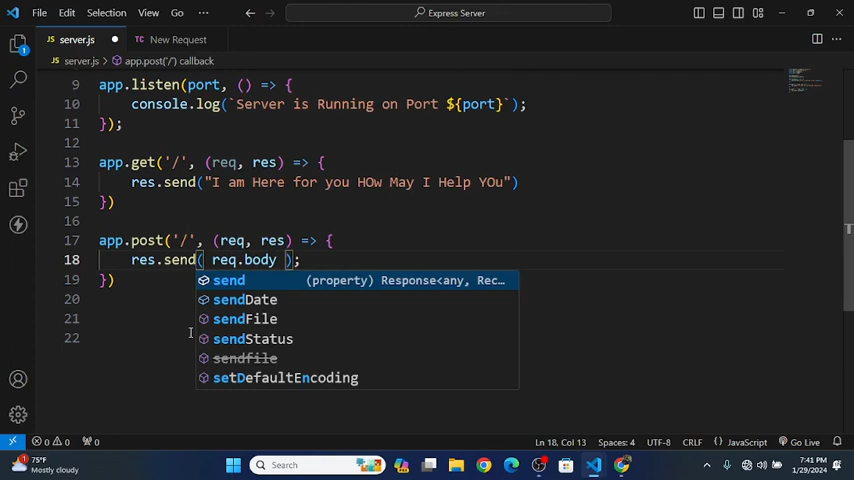 File Edit Selection View Go ··· Express Server
server.js New Request
server.js > app.post('/') callback
9 app.listen(port, () => {
10 console.log(`Server is Running on Port ${port}`);
11 });
12
13 app.get('/', (req, res) => {
14 res.send("I am Here for you HOw May I Help YOu")
15 })
16
17 app.post('/', (req, res) => {
18 res.send( req.body );
19 })
send (property) Response<any, Rec...
20 sendDate
21 sendFile
22 sendStatus
sendfile
setDefaultEncoding
1
0 0 0 Ln 18, Col 13 Spaces: 4 UTF-8 CRLF {} JavaScript Go Live
75°F
Mostly cloudy
1
Search
7:41 PM
1/29/2024